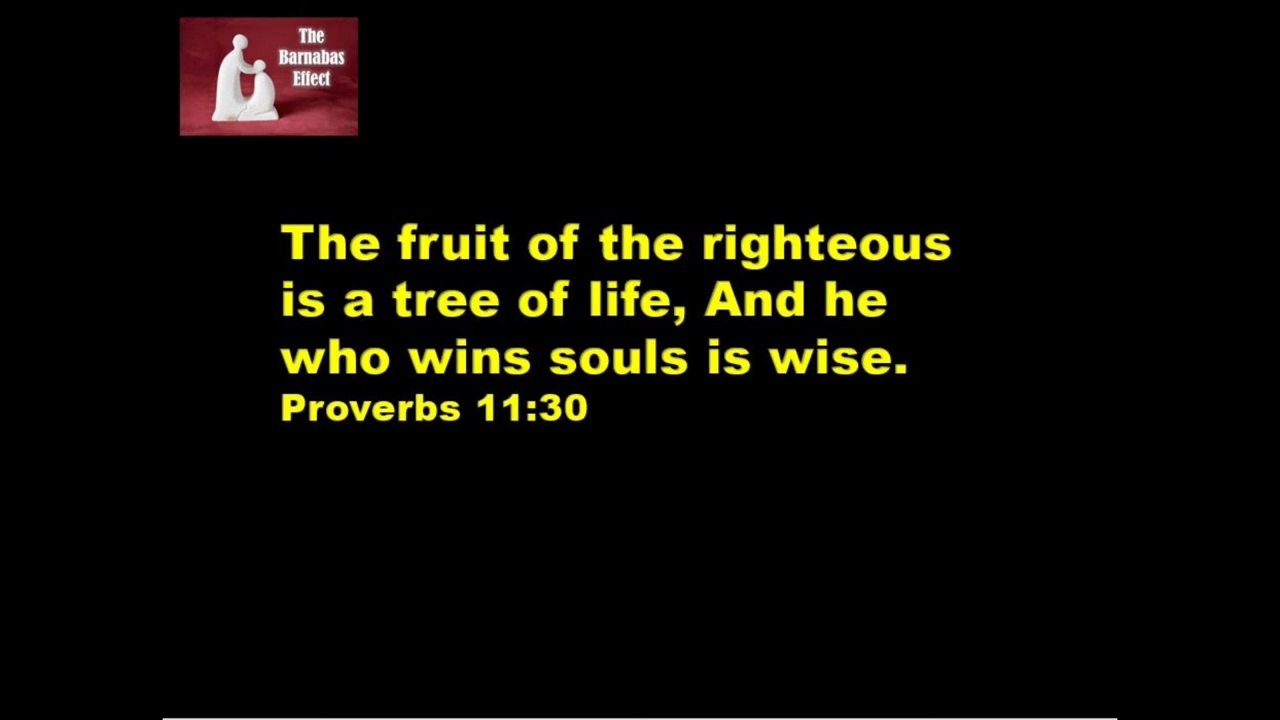 The
Barnabas
Effect
The fruit of the righteous
is a tree of life, And he
who wins souls is wise.
Proverbs 11:30